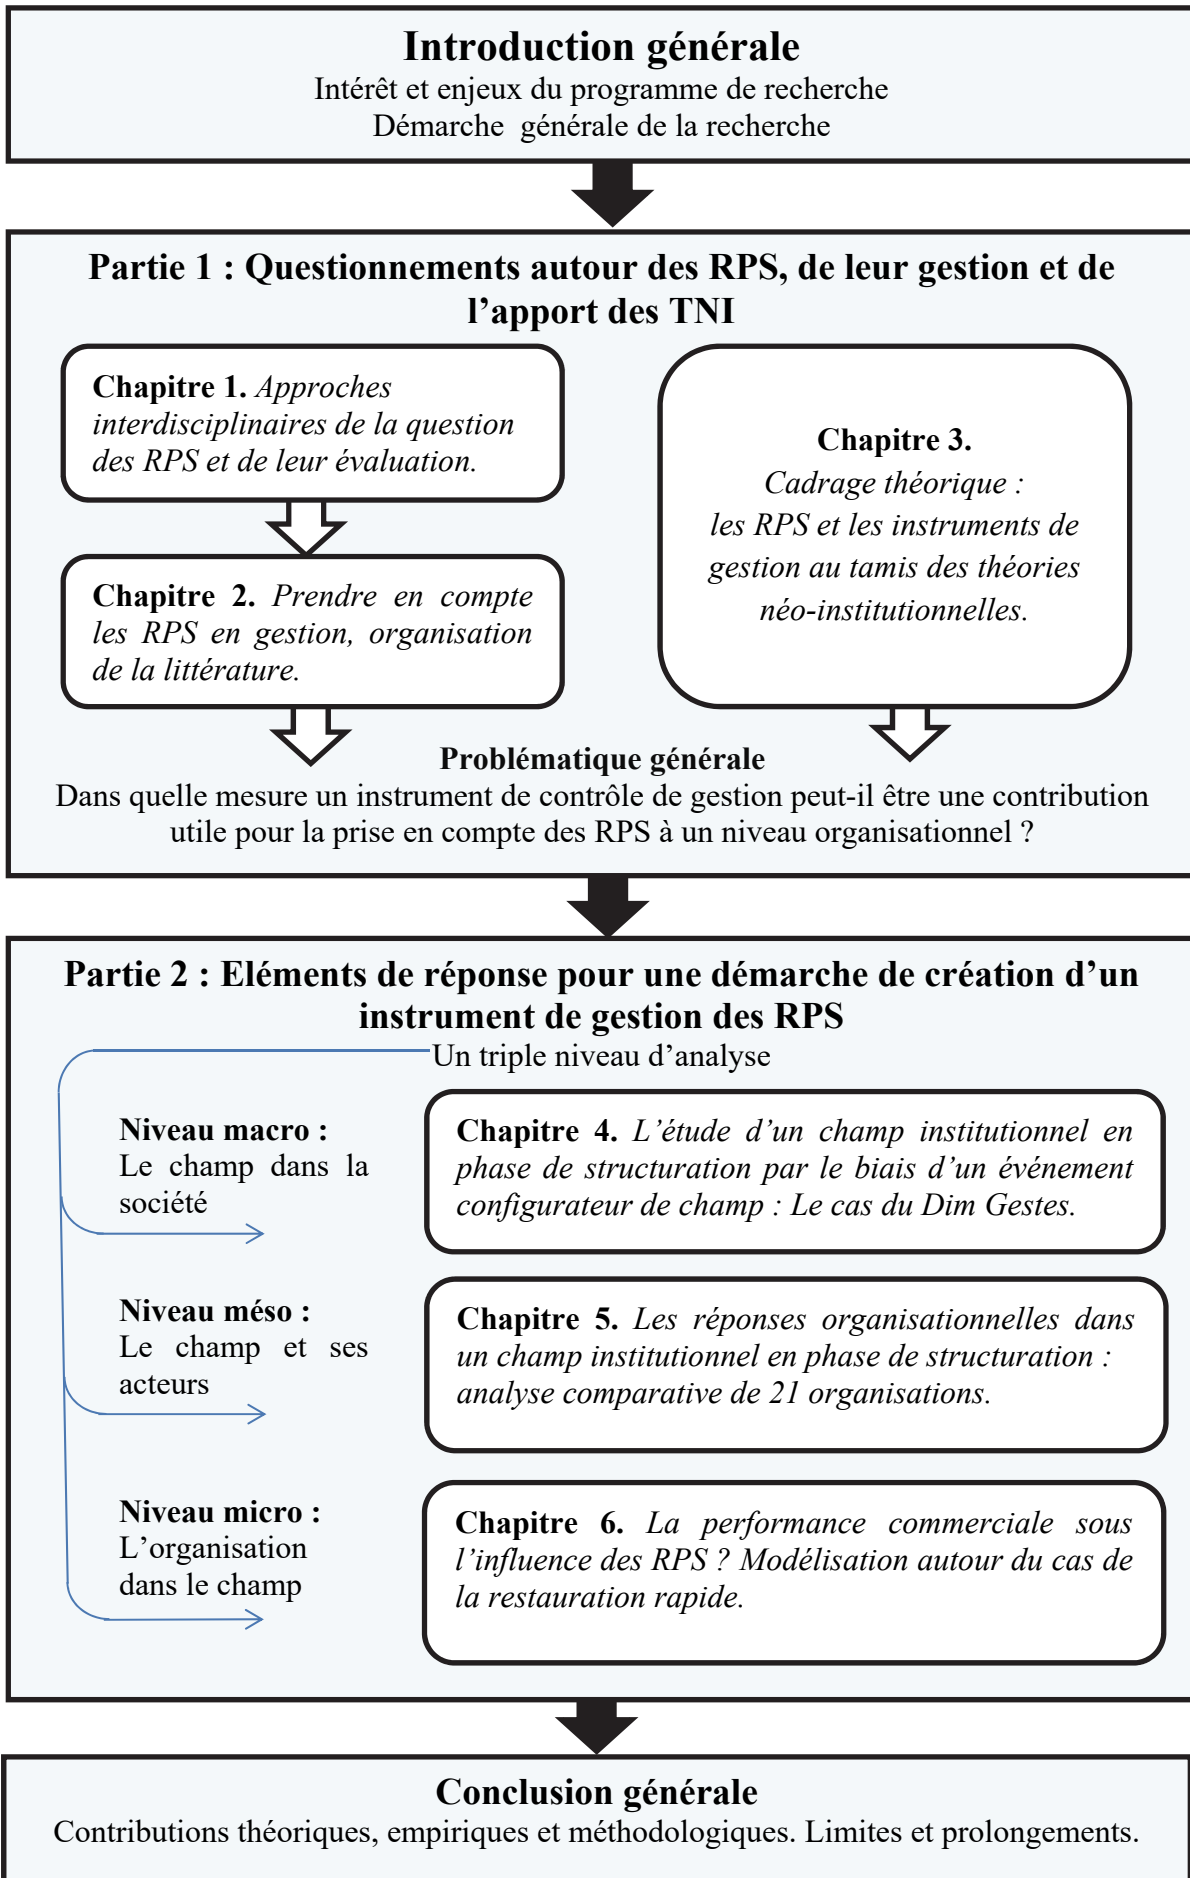 Introduction générale
Intérêt et enjeux du programme de recherche
Démarche générale de la recherche
Partie 1 : Questionnements autour des RPS, de leur gestion et de
l’apport des TNI
Chapitre 1. Approches
interdisciplinaires de la question
des RPS et de leur évaluation.
Chapitre 2. Prendre en compte
les RPS en gestion, organisation
de la littérature.
Chapitre 3.
Cadrage théorique :
les RPS et les instruments de
gestion au tamis des théories
néo-institutionnelles.
Problématique générale
Dans quelle mesure un instrument de contrôle de gestion peut-il être une contribution
utile pour la prise en compte des RPS à un niveau organisationnel ?
Partie 2 : Eléments de réponse pour une démarche de création d’un
instrument de gestion des RPS
Un triple niveau d’analyse
Niveau macro :
Le champ dans la
société
Chapitre 4. L’étude d’un champ institutionnel en
phase de structuration par le biais d’un événement
configurateur de champ : Le cas du Dim Gestes.
Niveau méso :
Le champ et ses
acteurs
Chapitre 5. Les réponses organisationnelles dans
un champ institutionnel en phase de structuration :
analyse comparative de 21 organisations.
Niveau micro :
L’organisation
dans le champ
Chapitre 6. La performance commerciale sous
l’influence des RPS ? Modélisation autour du cas de
la restauration rapide.
Conclusion générale
Contributions théoriques, empiriques et méthodologiques. Limites et prolongements.